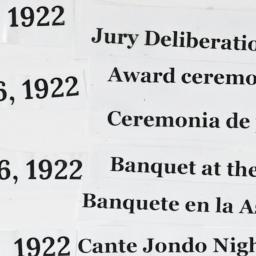 1922
Jury Deliberatio
6, 1922
Award ceremo
Ceremonia de
6, 1922
Banquet at the
Banquete en la A
1922
Cante Jondo Nigh